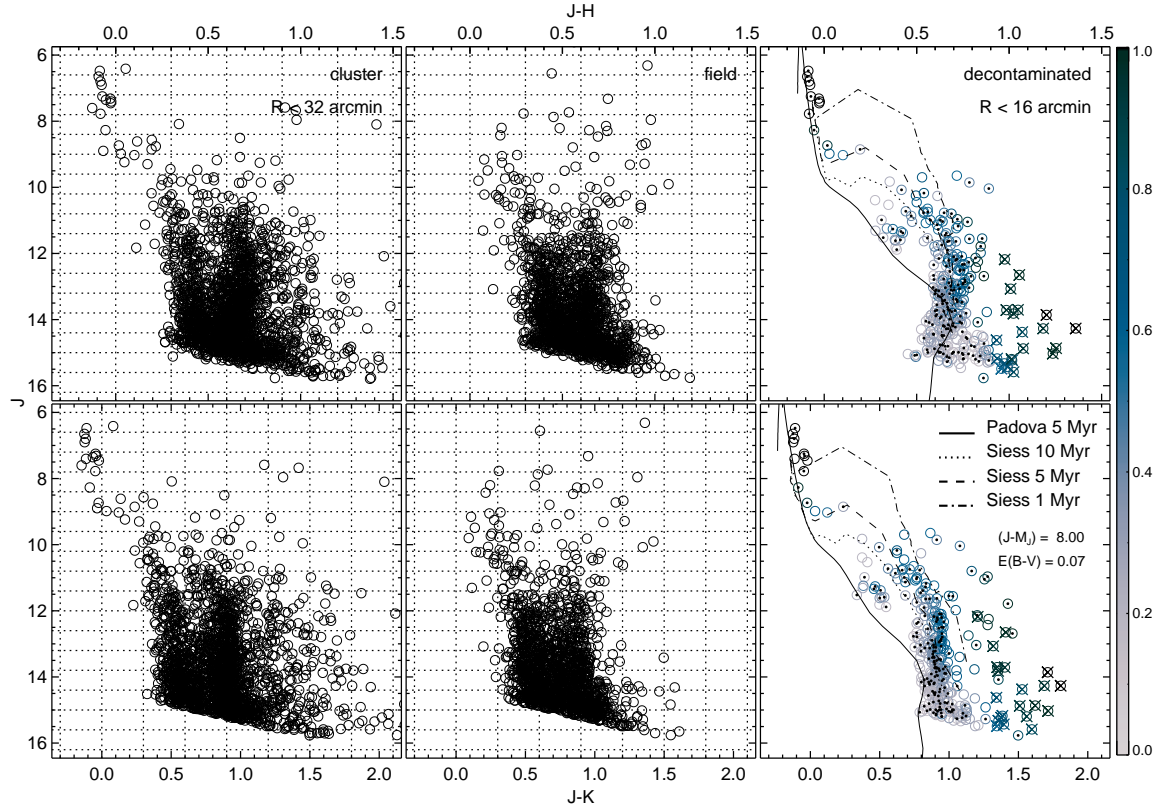 J-H
0.0 0.5 1.0 1.5 0.0 0.5 1.0 1.5 0.0 0.5 1.0 1.5
6
8
10
12
14
16
cluster
R < 32 arcmin
field
decontaminated
R < 16 arcmin
1.0
0.8
0.6
0.4
0.2
0.0
J
6
8
10
12
14
16
Padova 5 Myr
Siess 10 Myr
Siess 5 Myr
Siess 1 Myr
(J-MJ) = 8.00
E(B-V) = 0.07
0.0 0.5 1.0 1.5 2.0 0.0 0.5 1.0 1.5 0.0 0.5 1.0 1.5 2.0
J-K